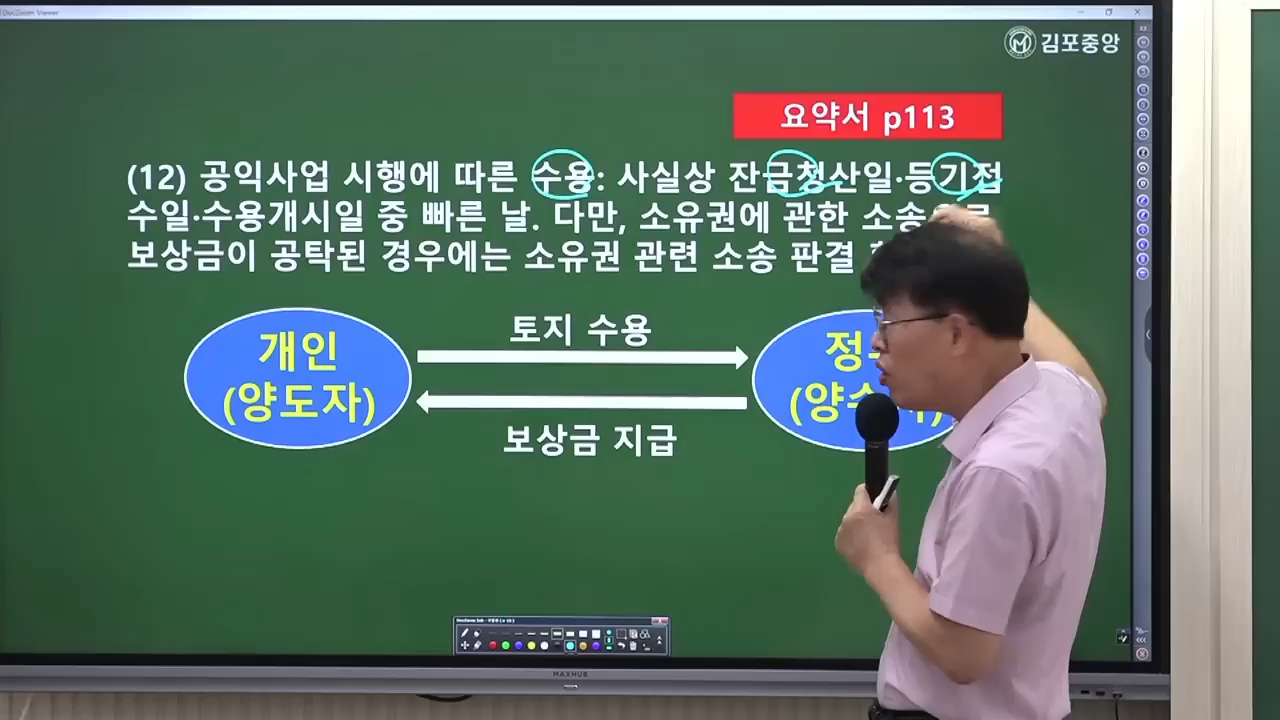 DocZoom Viewer
김포중앙
요약서 p113
(12) 공익사업 시행에 따른 수용: 사실상 잔금청산일·등기접
수일·수용개시일 중 빠른 날. 다만, 소유권에 관한 소송으로
보상금이 공탁된 경우에는 소유권 관련 소송 판결
개인
(양도자)
토지 수용
보상금 지급
MAXHUB